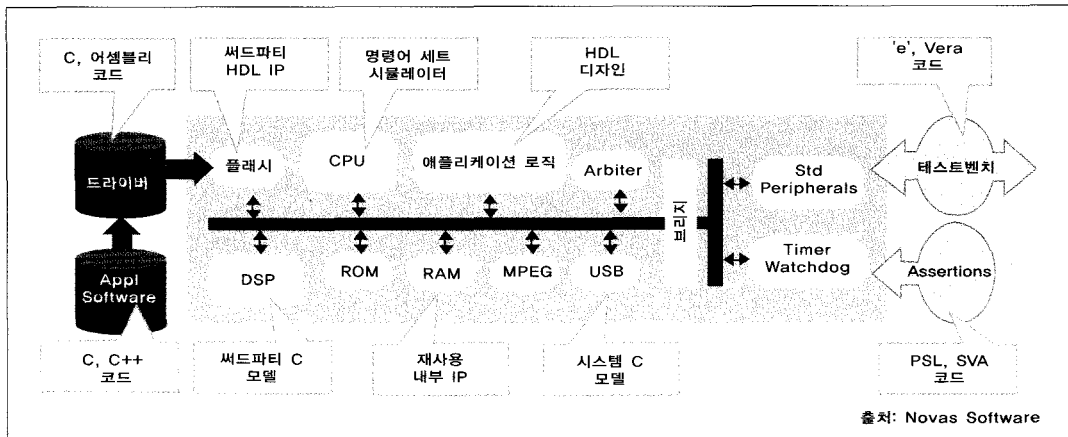 C, 어셈블리
코드
써드파티
HDL IP
명령어 세트
시뮬레이터
HDL
디자인
'e', Vera
코드
드라이버
플래시
CPU
애플리케이션 로직
Arbiter
브리지
Std
Peripherals
테스트벤치
Appl
Software
DSP
ROM
RAM
MPEG
USB
Timer
Watchdog
Assertions
C, C++
코드
써드파티 C
모델
재사용
내부 IP
시스템 C
모델
PSL, SVA
코드
출처: Novas Software